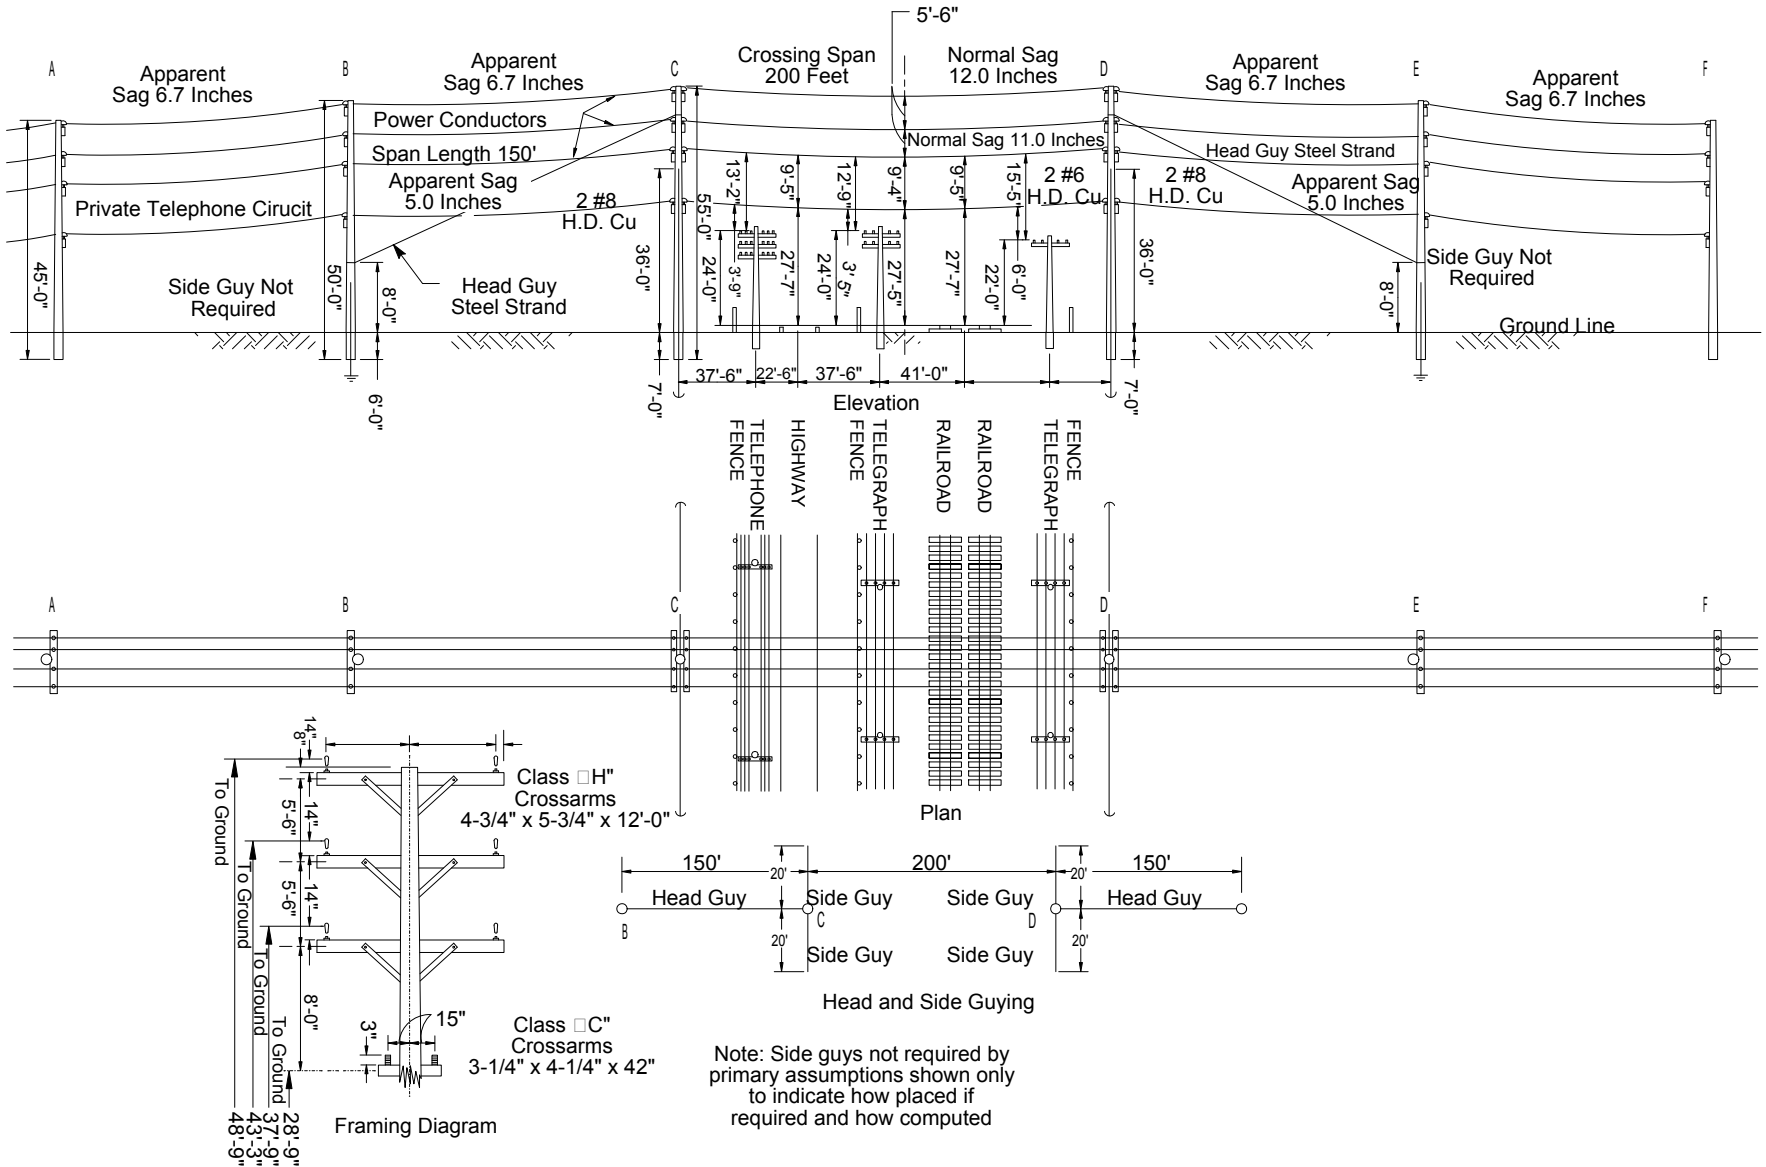 5'-6"
A
Apparent
Sag 6.7 Inches
B
Apparent
Sag 6.7 Inches
C
Crossing Span
200 Feet
Normal Sag
12.0 Inches
D
Apparent
Sag 6.7 Inches
E
Apparent
Sag 6.7 Inches
F
Power Conductors
Normal Sag 11.0 Inches
Span Length 150'
Head Guy Steel Strand
Apparent Sag
5.0 Inches
2 #8
H.D. Cu
13'-2"
9'-5"
12'-9"
9'-4"
9'-5"
15'-5"
2 #6
H.D. Cu
2 #8
H.D. Cu
Apparent Sag
5.0 Inches
Private Telephone Cirucit
55'-0"
45'-0"
Side Guy Not
Required
50'-0"
8'-0"
Head Guy
Steel Strand
36'-0"
24'-0"
3'-9"
27'-7"
24'-0"
3'-5"
27'-5"
27'-7"
22'-0"
6'-0"
36'-0"
8'-0"
Side Guy Not
Required
Ground Line
6'-0"
7'-0"
37'-6"
22'-6"
37'-6"
41'-0"
7'-0"
Elevation
FENCE
TELEPHONE
HIGHWAY
FENCE
TELEGRAPH
RAILROAD
RAILROAD
TELEGRAPH
FENCE
A
B
C
D
E
F
Plan
14"
8"
Class □H"
Crossarms
4-3/4" x 5-3/4" x 12'-0"
5'-6"
14"
5'-6"
14"
8'-0"
To Ground
To Ground
To Ground
To Ground
3"
15"
Class □C"
Crossarms
3-1/4" x 4-1/4" x 42"
48'-9"
43'-3"
37'-9"
28'-9"
Framing Diagram
150'
20'
200'
20'
150'
Head Guy
Side Guy
Side Guy
Head Guy
B
C
D
20'
Side Guy
Side Guy
20'
Head and Side Guying
Note: Side guys not required by
primary assumptions shown only
to indicate how placed if
required and how computed